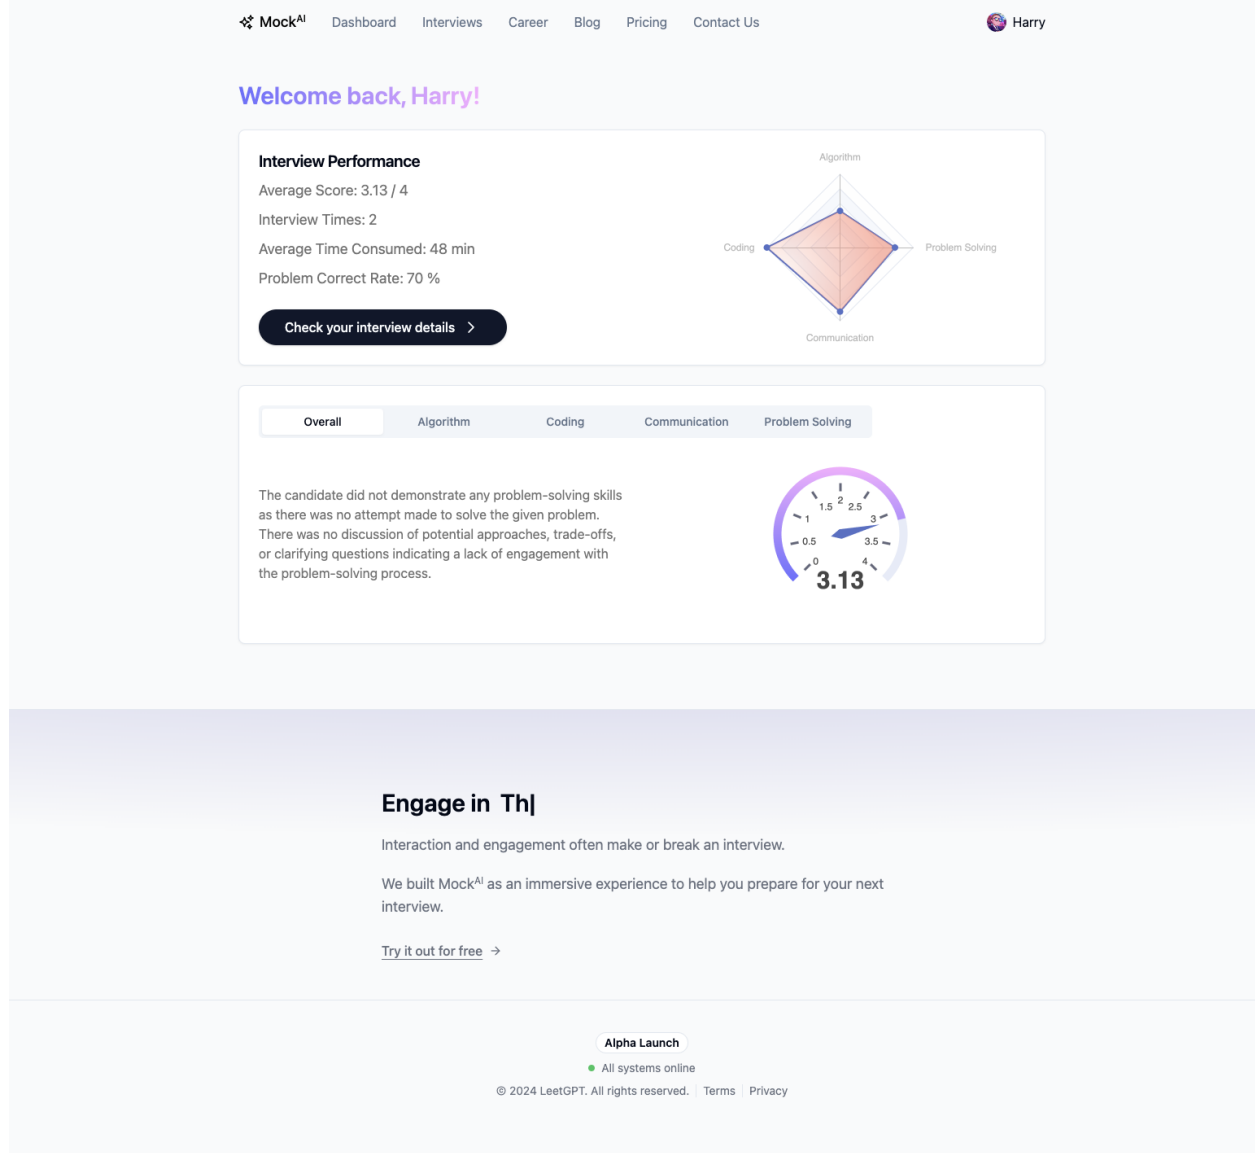 MockAI Dashboard Interviews Career Blog Pricing Contact Us Harry
Welcome back, Harry!
Interview Performance
Average Score: 3.13 / 4
Interview Times: 2
Average Time Consumed: 48 min
Problem Correct Rate: 70 %
Check your interview details
Algorithm
Coding
Problem Solving
Communication
Overall Algorithm Coding Communication Problem Solving
The candidate did not demonstrate any problem-solving skills
as there was no attempt made to solve the given problem.
There was no discussion of potential approaches, trade-offs,
or clarifying questions indicating a lack of engagement with
the problem-solving process.
0
0.5
1
1.5
2
2.5
3
3.5
4
3.13
Engage in Th|
Interaction and engagement often make or break an interview.
We built MockAI as an immersive experience to help you prepare for your next
interview.
Try it out for free →
Alpha Launch
All systems online
© 2024 LeetGPT. All rights reserved. Terms Privacy